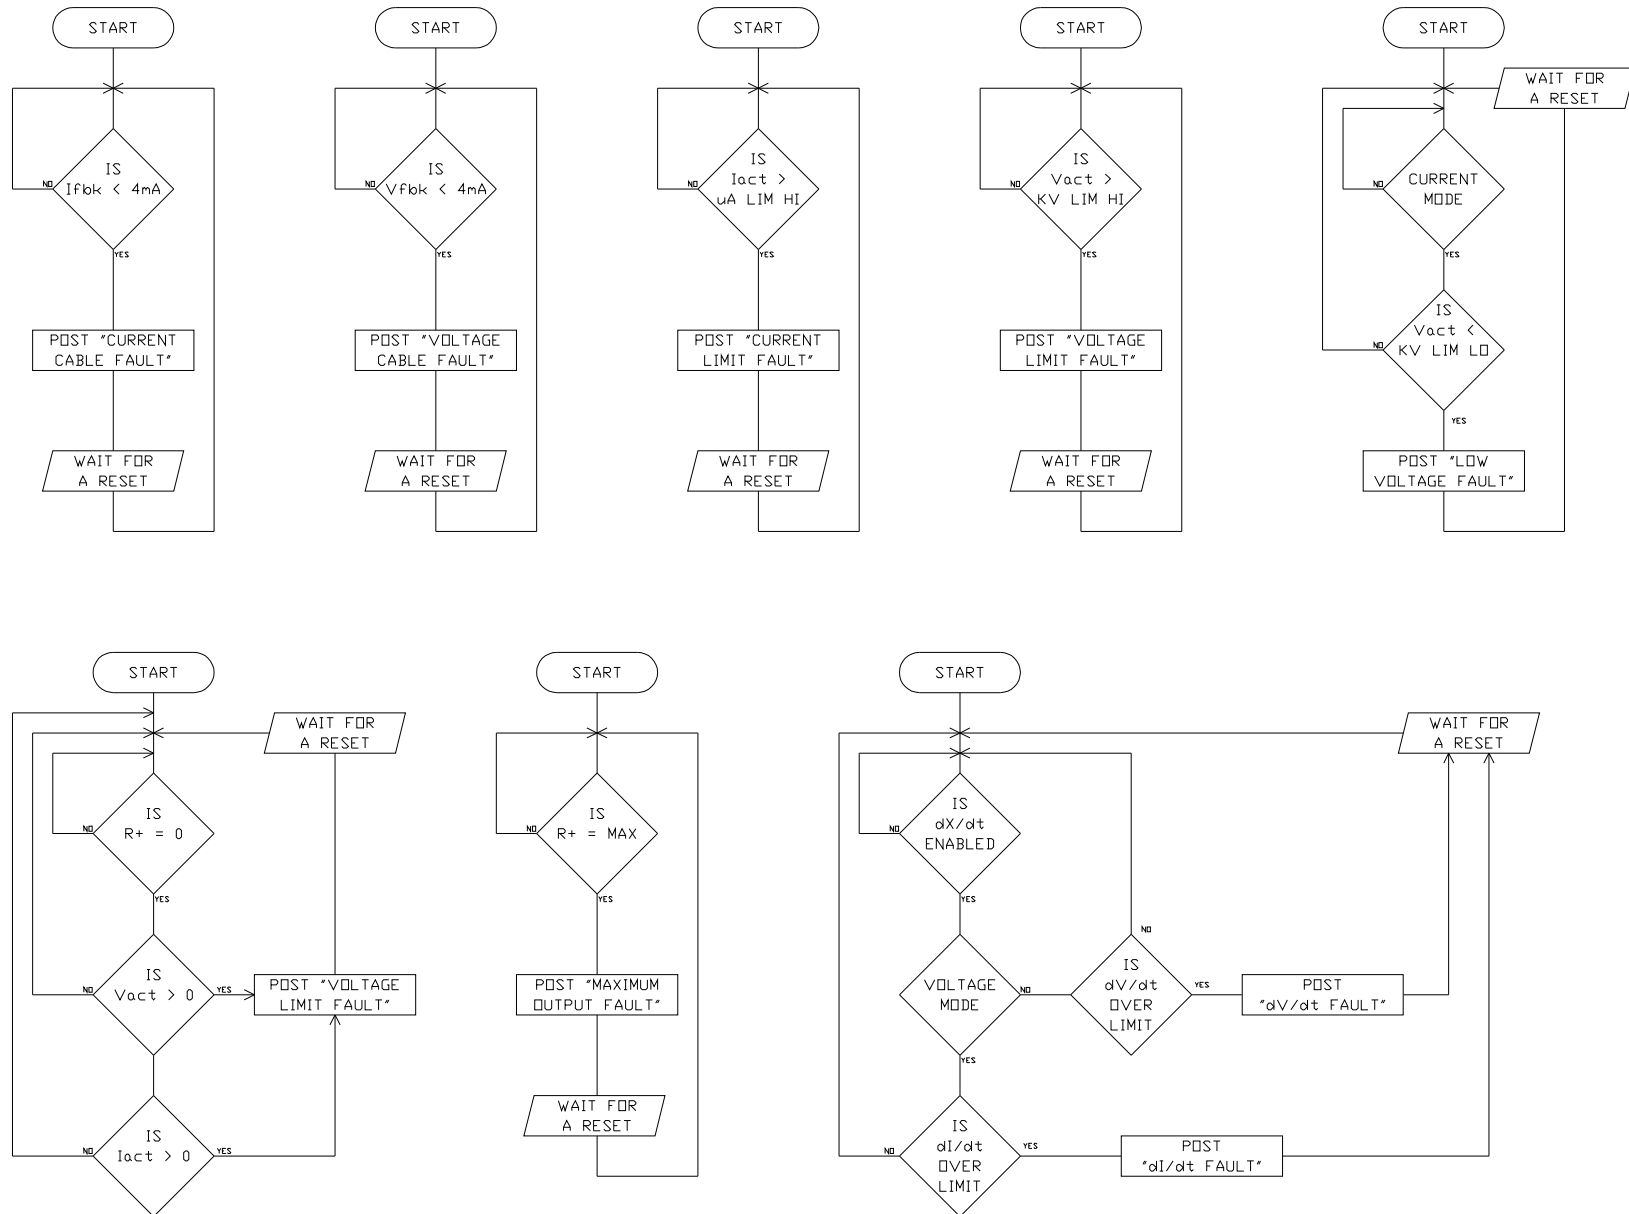 START
IS
Ifbk < 4mA
NO
YES
POST "CURRENT
CABLE FAULT"
WAIT FOR
A RESET
START
IS
Vfbk < 4mA
NO
YES
POST "VOLTAGE
CABLE FAULT"
WAIT FOR
A RESET
START
IS
Iact >
uA LIM HI
NO
YES
POST "CURRENT
LIMIT FAULT"
WAIT FOR
A RESET
START
IS
Vact >
KV LIM HI
NO
YES
POST "VOLTAGE
LIMIT FAULT"
WAIT FOR
A RESET
START
WAIT FOR
A RESET
CURRENT
MODE
NO
YES
IS
Vact <
KV LIM LO
NO
YES
POST "LOW
VOLTAGE FAULT"
START
WAIT FOR
A RESET
IS
R+ = 0
NO
YES
IS
Vact > 0
NO
YES
POST "VOLTAGE
LIMIT FAULT"
IS
Iact > 0
NO
YES
START
IS
R+ = MAX
NO
YES
POST "MAXIMUM
OUTPUT FAULT"
WAIT FOR
A RESET
START
WAIT FOR
A RESET
IS
dX/dt
ENABLED
NO
YES
VOLTAGE
MODE
NO
YES
NO
IS
dV/dt
OVER
LIMIT
YES
POST
"dV/dt FAULT"
IS
dI/dt
OVER
LIMIT
NO
YES
POST
"dI/dt FAULT"